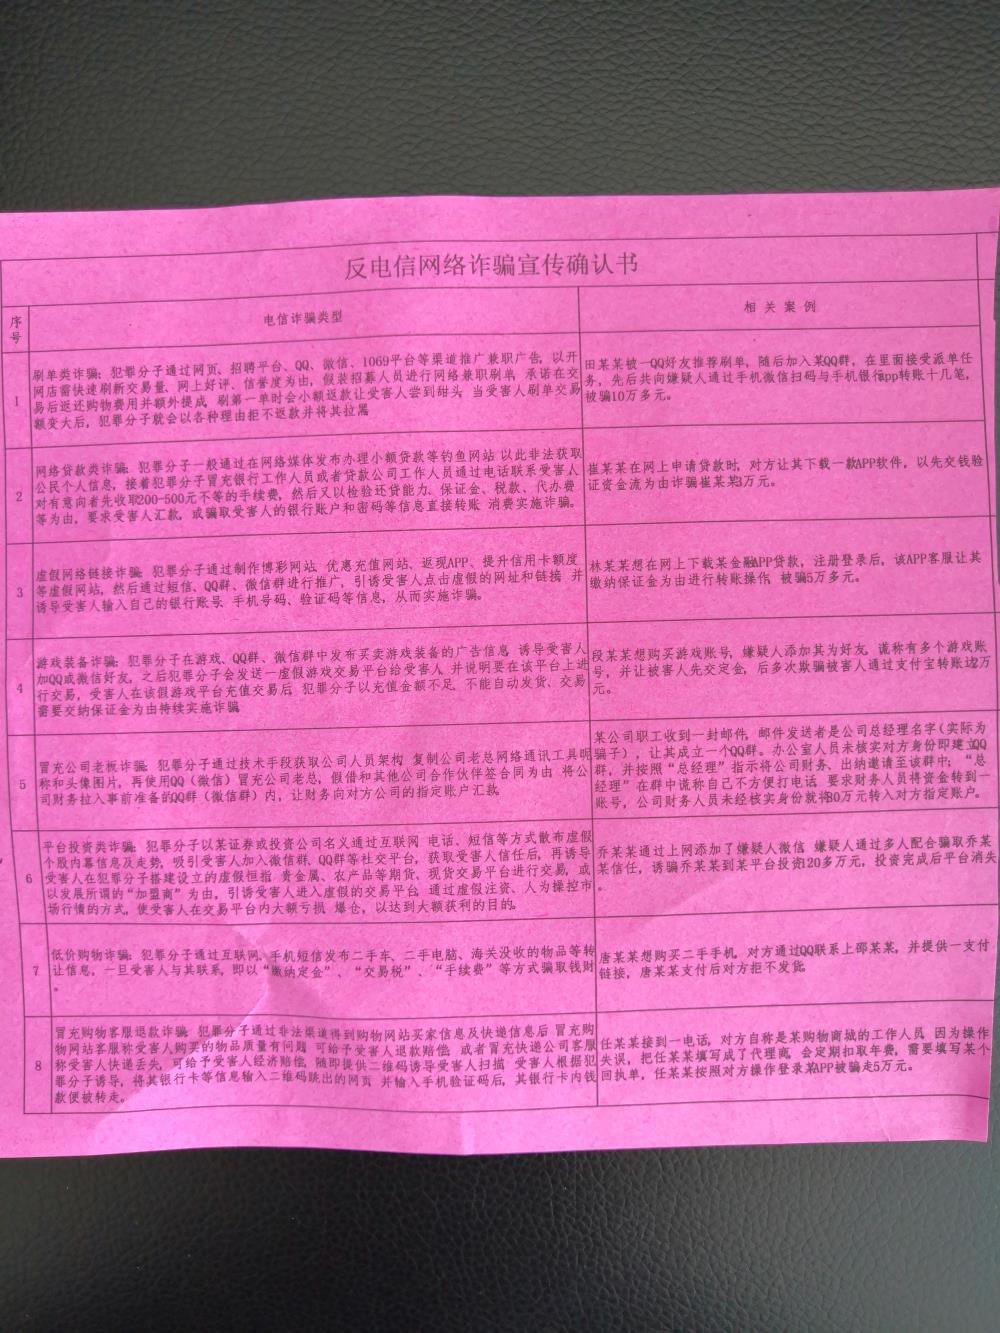 反电信网络诈骗宣传确认书
序号
电信诈骗类型
相关案例
1
刷单类诈骗：犯罪分子通过网页、招聘平台、QQ、微信、1069平台等渠道推广兼职广告，以开
网店需快速刷新交易量、网上好评、信誉度为由，假装招募人员进行网络兼职刷单，承诺在交
易后返还购物费用并额外提成，刷第一单时会小额返款让受害人尝到甜头，当受害人刷单交易
额变大后，犯罪分子就会以各种理由拒不返款并将其拉黑。
田某某被一QQ好友推荐刷单，随后加入某QQ群，在里面接受派单任
务，先后共向嫌疑人通过手机微信扫码与手机银行app转账十几笔，
被骗10万多元。
2
网络贷款类诈骗：犯罪分子一般通过在网络媒体发布办理小额贷款等钓鱼网站，以此非法获取
公民个人信息，接着犯罪分子冒充银行工作人员或者贷款公司工作人员通过电话联系受害人，
对有意向者先收取200-500元不等的手续费，然后又以检验还贷能力、保证金、税款、代办费
等为由，要求受害人汇款，或骗取受害人的银行账户和密码等信息直接转账、消费实施诈骗。
崔某某在网上申请贷款时，对方让其下载一款APP软件，以先交钱验
证资金流为由诈骗崔某某3万元。
3
虚假网络链接诈骗：犯罪分子通过制作博彩网站、优惠充值网站、返现APP、提升信用卡额度
等虚假网站，然后通过短信、QQ群、微信群进行推广，引诱受害人点击虚假的网址和链接，并
诱导受害人输入自己的银行账号、手机号码、验证码等信息，从而实施诈骗。
林某某想在网上下载某金融APP贷款，注册登录后，该APP客服让其
缴纳保证金为由进行转账操作，被骗5万多元。
4
游戏装备诈骗：犯罪分子在游戏、QQ群、微信群中发布买卖游戏装备的广告信息，诱导受害人
加QQ或微信好友，之后犯罪分子会发送一虚假游戏交易平台给受害人，并说明要在该平台上进
行交易，受害人在该假游戏平台充值交易后，犯罪分子以充值金额不足，不能自动发货、交易
需要交纳保证金为由持续实施诈骗。
段某某想购买游戏账号，嫌疑人添加其为好友，谎称有多个游戏账
号，并让被害人先交定金，后多次欺骗被害人通过支付宝转账达2万
元。
5
冒充公司老板诈骗：犯罪分子通过技术手段获取公司人员架构，复制公司老总网络通讯工具昵
称和头像图片，再使用QQ（微信）冒充公司老总，假借和其他公司合作伙伴签合同为由，将公
司财务拉入事前准备的QQ群（微信群）内，让财务向对方公司的指定账户汇款。
某公司职工收到一封邮件，邮件发送者是公司总经理名字(实际为
骗子），让其成立一个QQ群。办公室人员未核实对方身份即建立QQ
群，并按照“总经理”指示将公司财务、出纳邀请至该群中；“总
经理”在群中谎称自己不方便打电话，要求财务人员将资金转到一
账号，公司财务人员未经核实身份就将80万元转入对方指定账户。
6
平台投资类诈骗：犯罪分子以某证券或投资公司名义通过互联网、电话、短信等方式散布虚假
个股内幕信息及走势，吸引受害人加入微信群、QQ群等社交平台，获取受害人信任后，再诱导
受害人在犯罪分子搭建设立的虚假恒指、贵金属、农产品等期货、现货交易平台进行交易，或
以发展所谓的“加盟商”为由，引诱受害人进入虚假的交易平台，通过虚假注资、人为操控市
场行情的方式，使受害人在交易平台内大额亏损、爆仓，以达到大额获利的目的。
乔某某通过上网添加了嫌疑人微信，嫌疑人通过多人配合骗取乔某
某信任，诱骗乔某某到某平台投资120多万元，投资完成后平台消失
。
7
低价购物诈骗：犯罪分子通过互联网、手机短信发布二手车、二手电脑、海关没收的物品等转
让信息，一旦受害人与其联系，即以“缴纳定金”、“交易税”、“手续费”等方式骗取钱财
。
唐某某想购买二手手机，对方通过QQ联系上邵某某，并提供一支付
链接，唐某某支付后对方拒不发货。
8
冒充购物客服退款诈骗：犯罪分子通过非法渠道得到购物网站买家信息及快递信息后，冒充购
物网站客服称受害人购买的物品质量有问题，可给予受害人退款赔偿，或者冒充快递公司客服
称受害人快递丢失，可给予受害人经济赔偿，随即提供二维码诱导受害人扫描，受害人根据犯
罪分子诱导，将其银行卡等信息输入二维码跳出的网页，并输入手机验证码后，其银行卡内钱
款便被转走。
任某某接到一电话，对方自称是某购物商城的工作人员，因为操作
失误，把任某某填写成了代理商，会定期扣取年费，需要填写某个
回执单，任某某按照对方操作登录某APP被骗走5万元。